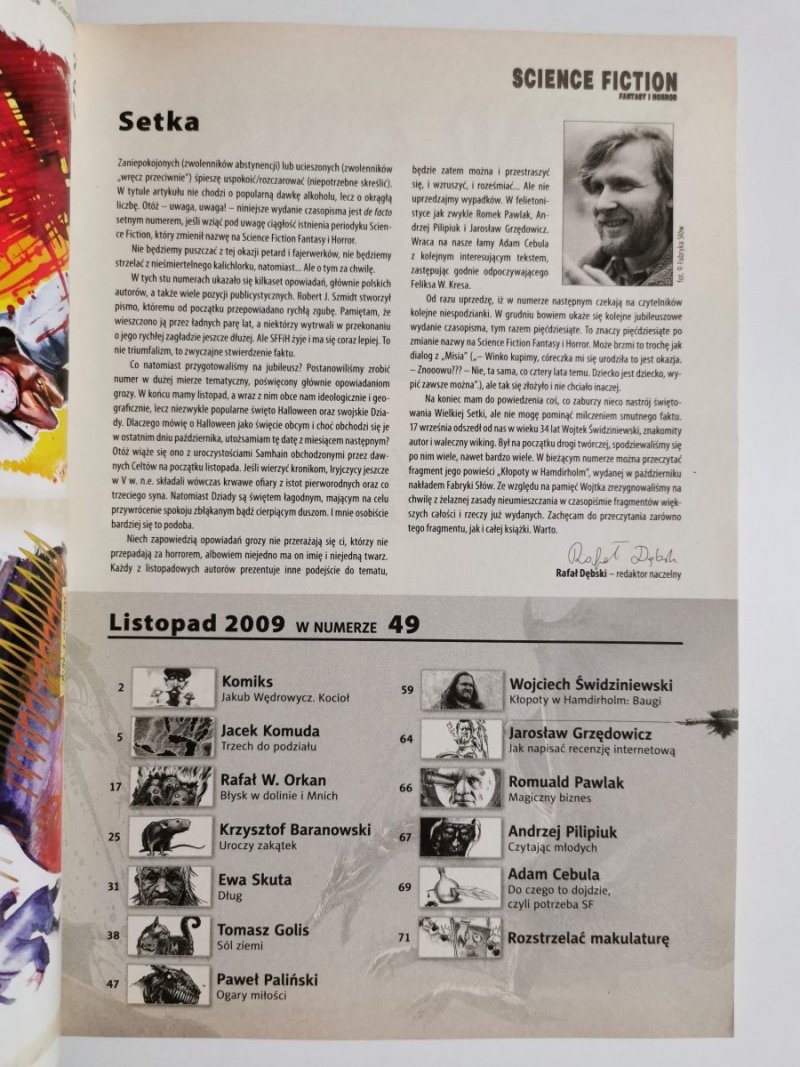 SCIENCE FICTION
FANTASY I HORROR
Setka
Zaniepokojonych (zwolenników abstynencji) lub ucieszonych (zwolenników
„wręcz przeciwnie”) śpieszę uspokoić/rozczarować (niepotrzebne skreślić).
W tytule artykułu nie chodzi o popularną dawkę alkoholu, lecz o okrągłą
liczbę. Otóż – uwaga, uwaga! – niniejsze wydanie czasopisma jest de facto
setnym numerem, jeśli wziąć pod uwagę ciągłość istnienia periodyku Scien-
ce Fiction, który zmienił nazwę na Science Fiction Fantasy i Horror.
Nie będziemy puszczać z tej okazji i fajerwerków, nie będziemy
strzelać z nieśmiertelnego kalichlorku, natomiast... Ale o tym za chwilę.
W tych stu numerach ukazało się kilkaset opowiadań, głównie polskich
autorów, a także wiele pozycji publicystycznych. Robert J. Szmidt stworzył
pismo, któremu od początku przepowiadano rychłą zgubę. Pamiętam, że
wieszczono ją przez ładnych parę lat, a niektórzy wytrwali w przekonaniu
o jego rychłej zagładzie jeszcze dłużej. Ale SFFiH żyje i ma się coraz lepiej. To
nie triumfalizm, to zwyczajne stwierdzenie faktu.
Co natomiast przygotowaliśmy na jubileusz? Postanowiliśmy zrobić
numer w dużej mierze tematyczny, poświęcony głównie opowiadaniom
grozy. W końcu mamy listopad, a wraz z nim obce nam ideologicznie i geo-
graficznie, lecz niezwykle popularne święto Halloween oraz swojskie Dzia-
dy. Dlaczego mówię o Halloween jako święcie obcym i choć obchodzi się je
w ostatnim dniu października, utożsamiam tę datę z miesiącem następnym?
Otóż wiąże się ono z uroczystościami Samhain obchodzonymi przez daw-
nych Celtów na początku listopada. Jeśli wierzyć kronikom, Iryjczycy jeszcze
w V w. n.e. składali wówczas krwawe ofiary z istot pierworodnych oraz co
trzeciego syna. Natomiast Dziady są świętem łagodnym, mającym na celu
przywrócenie spokoju zbłąkanym bądź cierpiącym duszom. I mnie osobiście
bardziej się to podoba.
Niech zapowiedzią opowiadań grozy nie przerażają się ci, którzy nie
przepadają za horrorem, albowiem niejedno ma on imię i niejedną twarz.
Każdy z listopadowych autorów prezentuje inne podejście do tematu,
będzie zatem można i przestraszyć
się, i wzruszyć, i roześmiać... Ale nie
uprzedzajmy wypadków. W felietoni-
styce jak zwykle Romek Pawlak, An-
drzej Pilipiuk i Jarosław Grzędowicz.
Wraca na nasze łamy Adam Cebula
z kolejnym interesującym tekstem,
zastępując godnie odpoczywającego
Feliksa W. Kresa.
fot. © Fabryka Słów
Od razu uprzedzę, iż w numerze następnym czekają na czytelników
kolejne niespodzianki. W grudniu bowiem ukaże się kolejne jubileuszowe
wydanie czasopisma, tym razem pięćdziesiąte. To znaczy pięćdziesiąte po
zmianie nazwy na Science Fiction Fantasy i Horror. Może brzmi to trochę jak
dialog z „Misia” („– Winko kupimy, córeczka mi się urodziła to jest okazja.
– Znooowu??? – Nie, ta sama, co cztery lata temu. Dziecko jest dziecko, wy-
pić zawsze można”.), ale tak się złożyło i nie chciało inaczej.
Na koniec mam do powiedzenia coś, co zaburzy nieco nastrój święto-
wania Wielkiej Setki, ale nie mogę pominąć milczeniem smutnego faktu.
17 września odszedł od nas w wieku 34 lat Wojtek Świdziniewski, znakomity
autor i waleczny wiking. Był na początku drogi twórczej, spodziewaliśmy się
po nim wiele, nawet bardzo wiele. W bieżącym numerze można przeczytać
fragment jego powieści „Kłopoty w Hamdirholm”, wydanej w październiku
nakładem Fabryki Słów. Ze względu na pamięć Wojtka zrezygnowaliśmy na
chwilę z żelaznej zasady nieumieszczania w czasopiśmie fragmentów więk-
szych całości i rzeczy już wydanych. Zachęcam do przeczytania zarówno
tego fragmentu, jak i całej książki. Warto.
Rafał Dębski
Rafał Dębski – redaktor naczelny
Listopad 2009 W NUMERZE 49
2 Komiks
Jakub Wędrowycz. Kocioł
5 Jacek Komuda
Trzech do podziału
17 Rafał W. Orkan
Błysk w dolinie i Mnich
25 Krzysztof Baranowski
Uroczy zakątek
31 Ewa Skuta
Dług
38 Tomasz Golis
Sól ziemi
47 Paweł Paliński
Ogary miłości
59 Wojciech Świdziniewski
Kłopoty w Hamdirholm: Baugi
64 Jarosław Grzędowicz
Jak napisać recenzję internetową
66 Romuald Pawlak
Magiczny biznes
67 Andrzej Pilipiuk
Czytając młodych
69 Adam Cebula
Do czego to dojdzie,
czyli potrzeba SF
71 Rozstrzelać makulaturę